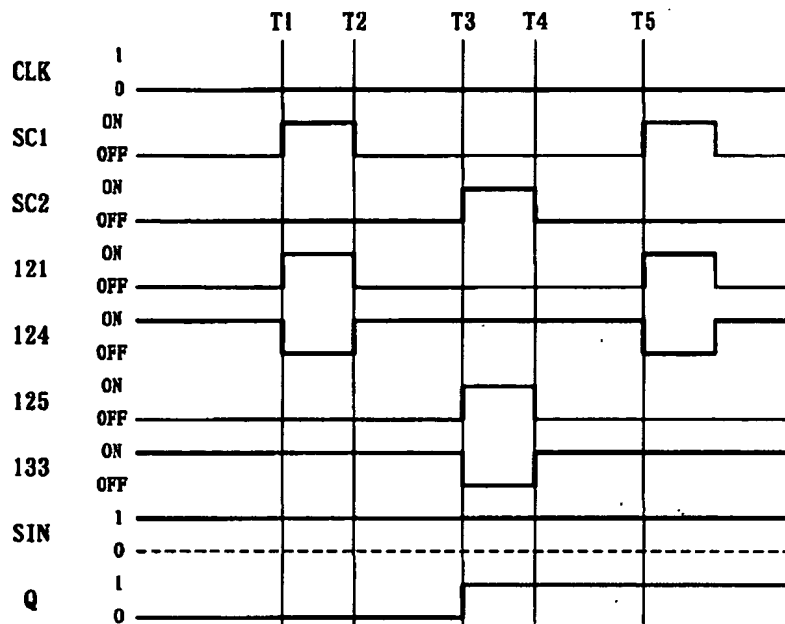 T1 T2 T3 T4 T5
CLK 1
0
SC1 ON
OFF
SC2 ON
OFF
121 ON
OFF
124 ON
OFF
125 ON
OFF
133 ON
OFF
SIN 1
0
Q 1
0